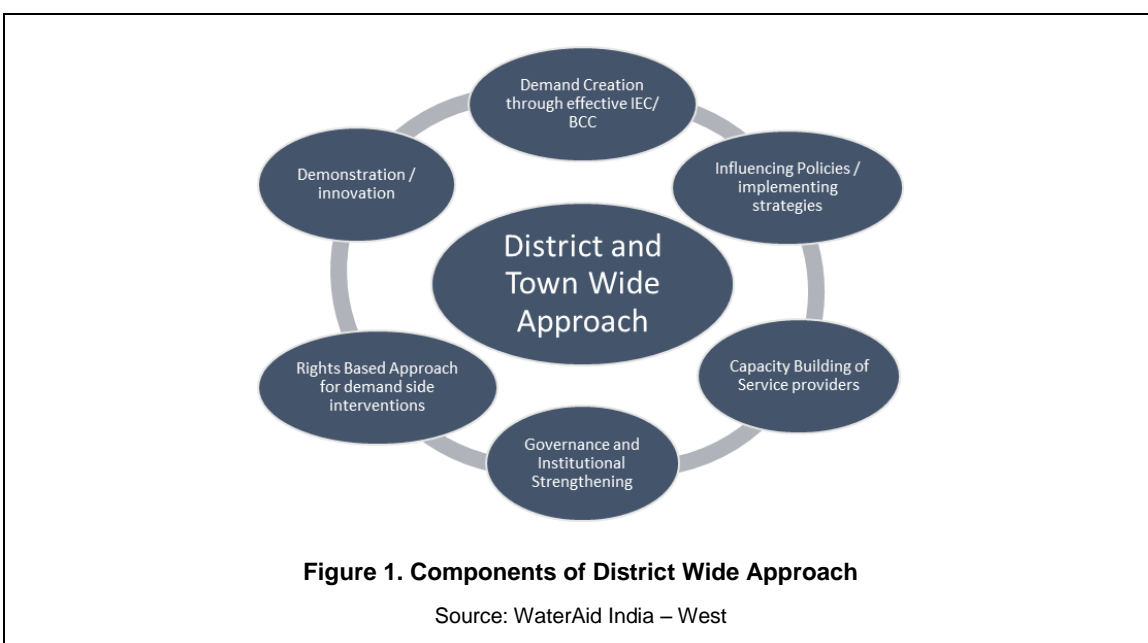 Demand Creation
through effective IEC/
BCC
Influencing Policies /
implementing
strategies
Capacity Building of
Service providers
Governance and
Institutional
Strengthening
Rights Based Approach
for demand side
interventions
Demonstration /
innovation
District and
Town Wide
Approach
Figure 1. Components of District Wide Approach
Source: WaterAid India – West